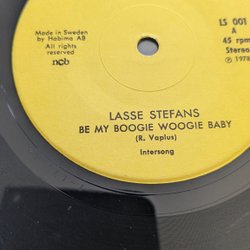 Made in Sweden
by Habima AB
All rights
reserved
ncb
LS 001
A
45 rpm
Stereo
℗ 1978
LASSE STEFANS
BE MY BOOGIE WOOGIE BABY
(R. Vaplus)
Intersong